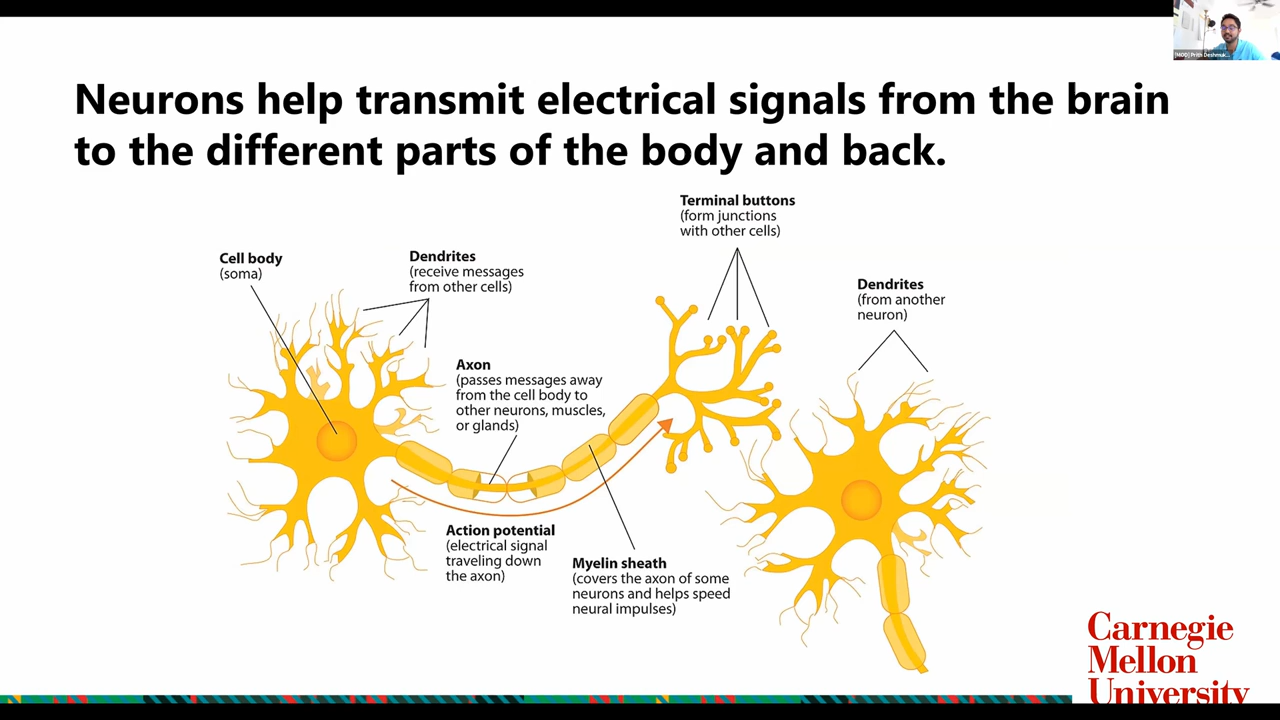 Neurons help transmit electrical signals from the brain
to the different parts of the body and back.
Terminal buttons
(form junctions
with other cells)
Cell body
(soma)
Dendrites
(receive messages
from other cells)
Dendrites
(from another
neuron)
Axon
(passes messages away
from the cell body to
other neurons, muscles,
or glands)
Action potential
(electrical signal
traveling down
the axon)
Myelin sheath
(covers the axon of some
neurons and helps speed
neural impulses)
Carnegie
Mellon
University